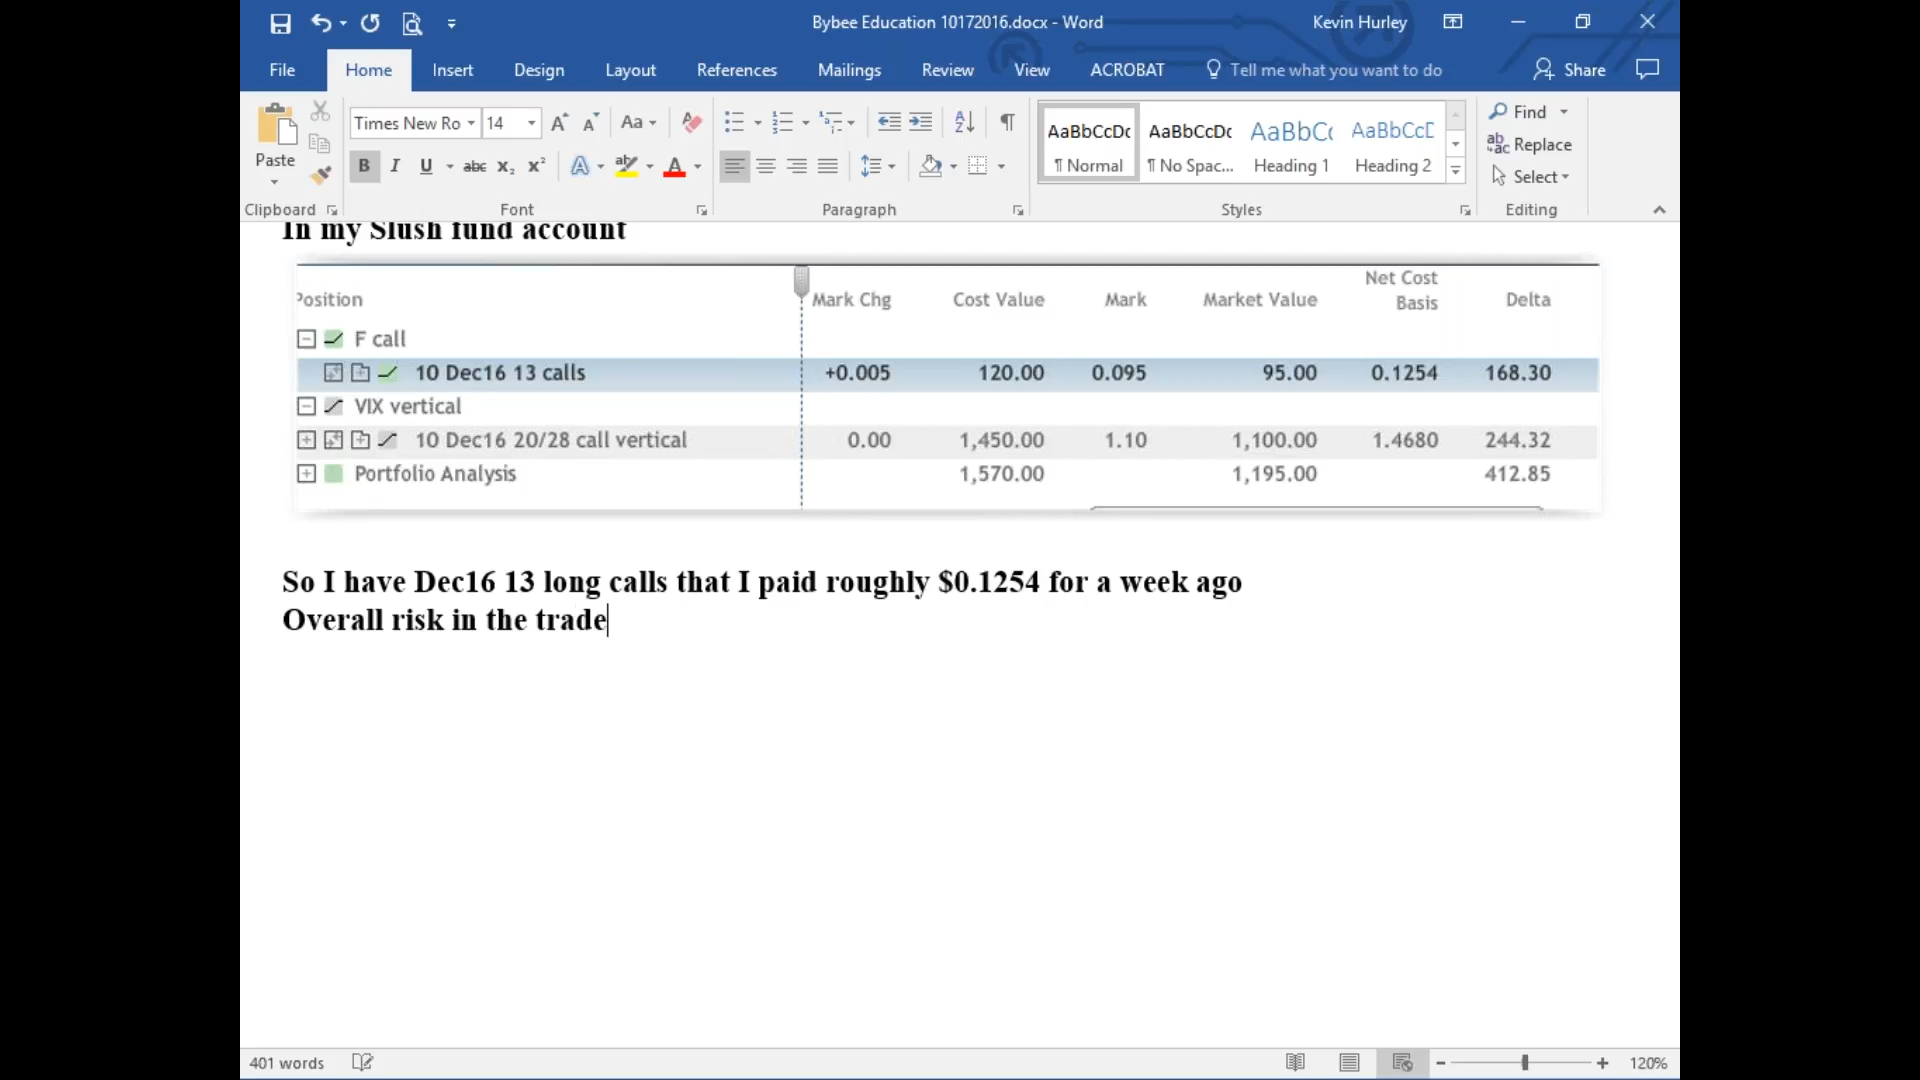 Bybee Education 10172016.docx - Word
Kevin Hurley
File Home Insert Design Layout References Mailings Review View ACROBAT Tell me what you want to do Share
Times New Ro 14 Aa Find
AaBbCcDc AaBbCcDc AaBbCc AaBbCcD Replace
Paste B I U abc x₂ x² A A ¶ Normal ¶ No Spac... Heading 1 Heading 2 Select
Clipboard Font Paragraph Styles Editing
In my Slush fund account
Position Mark Chg Cost Value Mark Market Value Net Cost Basis Delta
F call
10 Dec16 13 calls +0.005 120.00 0.095 95.00 0.1254 168.30
VIX vertical
10 Dec16 20/28 call vertical 0.00 1,450.00 1.10 1,100.00 1.4680 244.32
Portfolio Analysis 1,570.00 1,195.00 412.85
So I have Dec16 13 long calls that I paid roughly $0.1254 for a week ago
Overall risk in the trade
401 words 120%